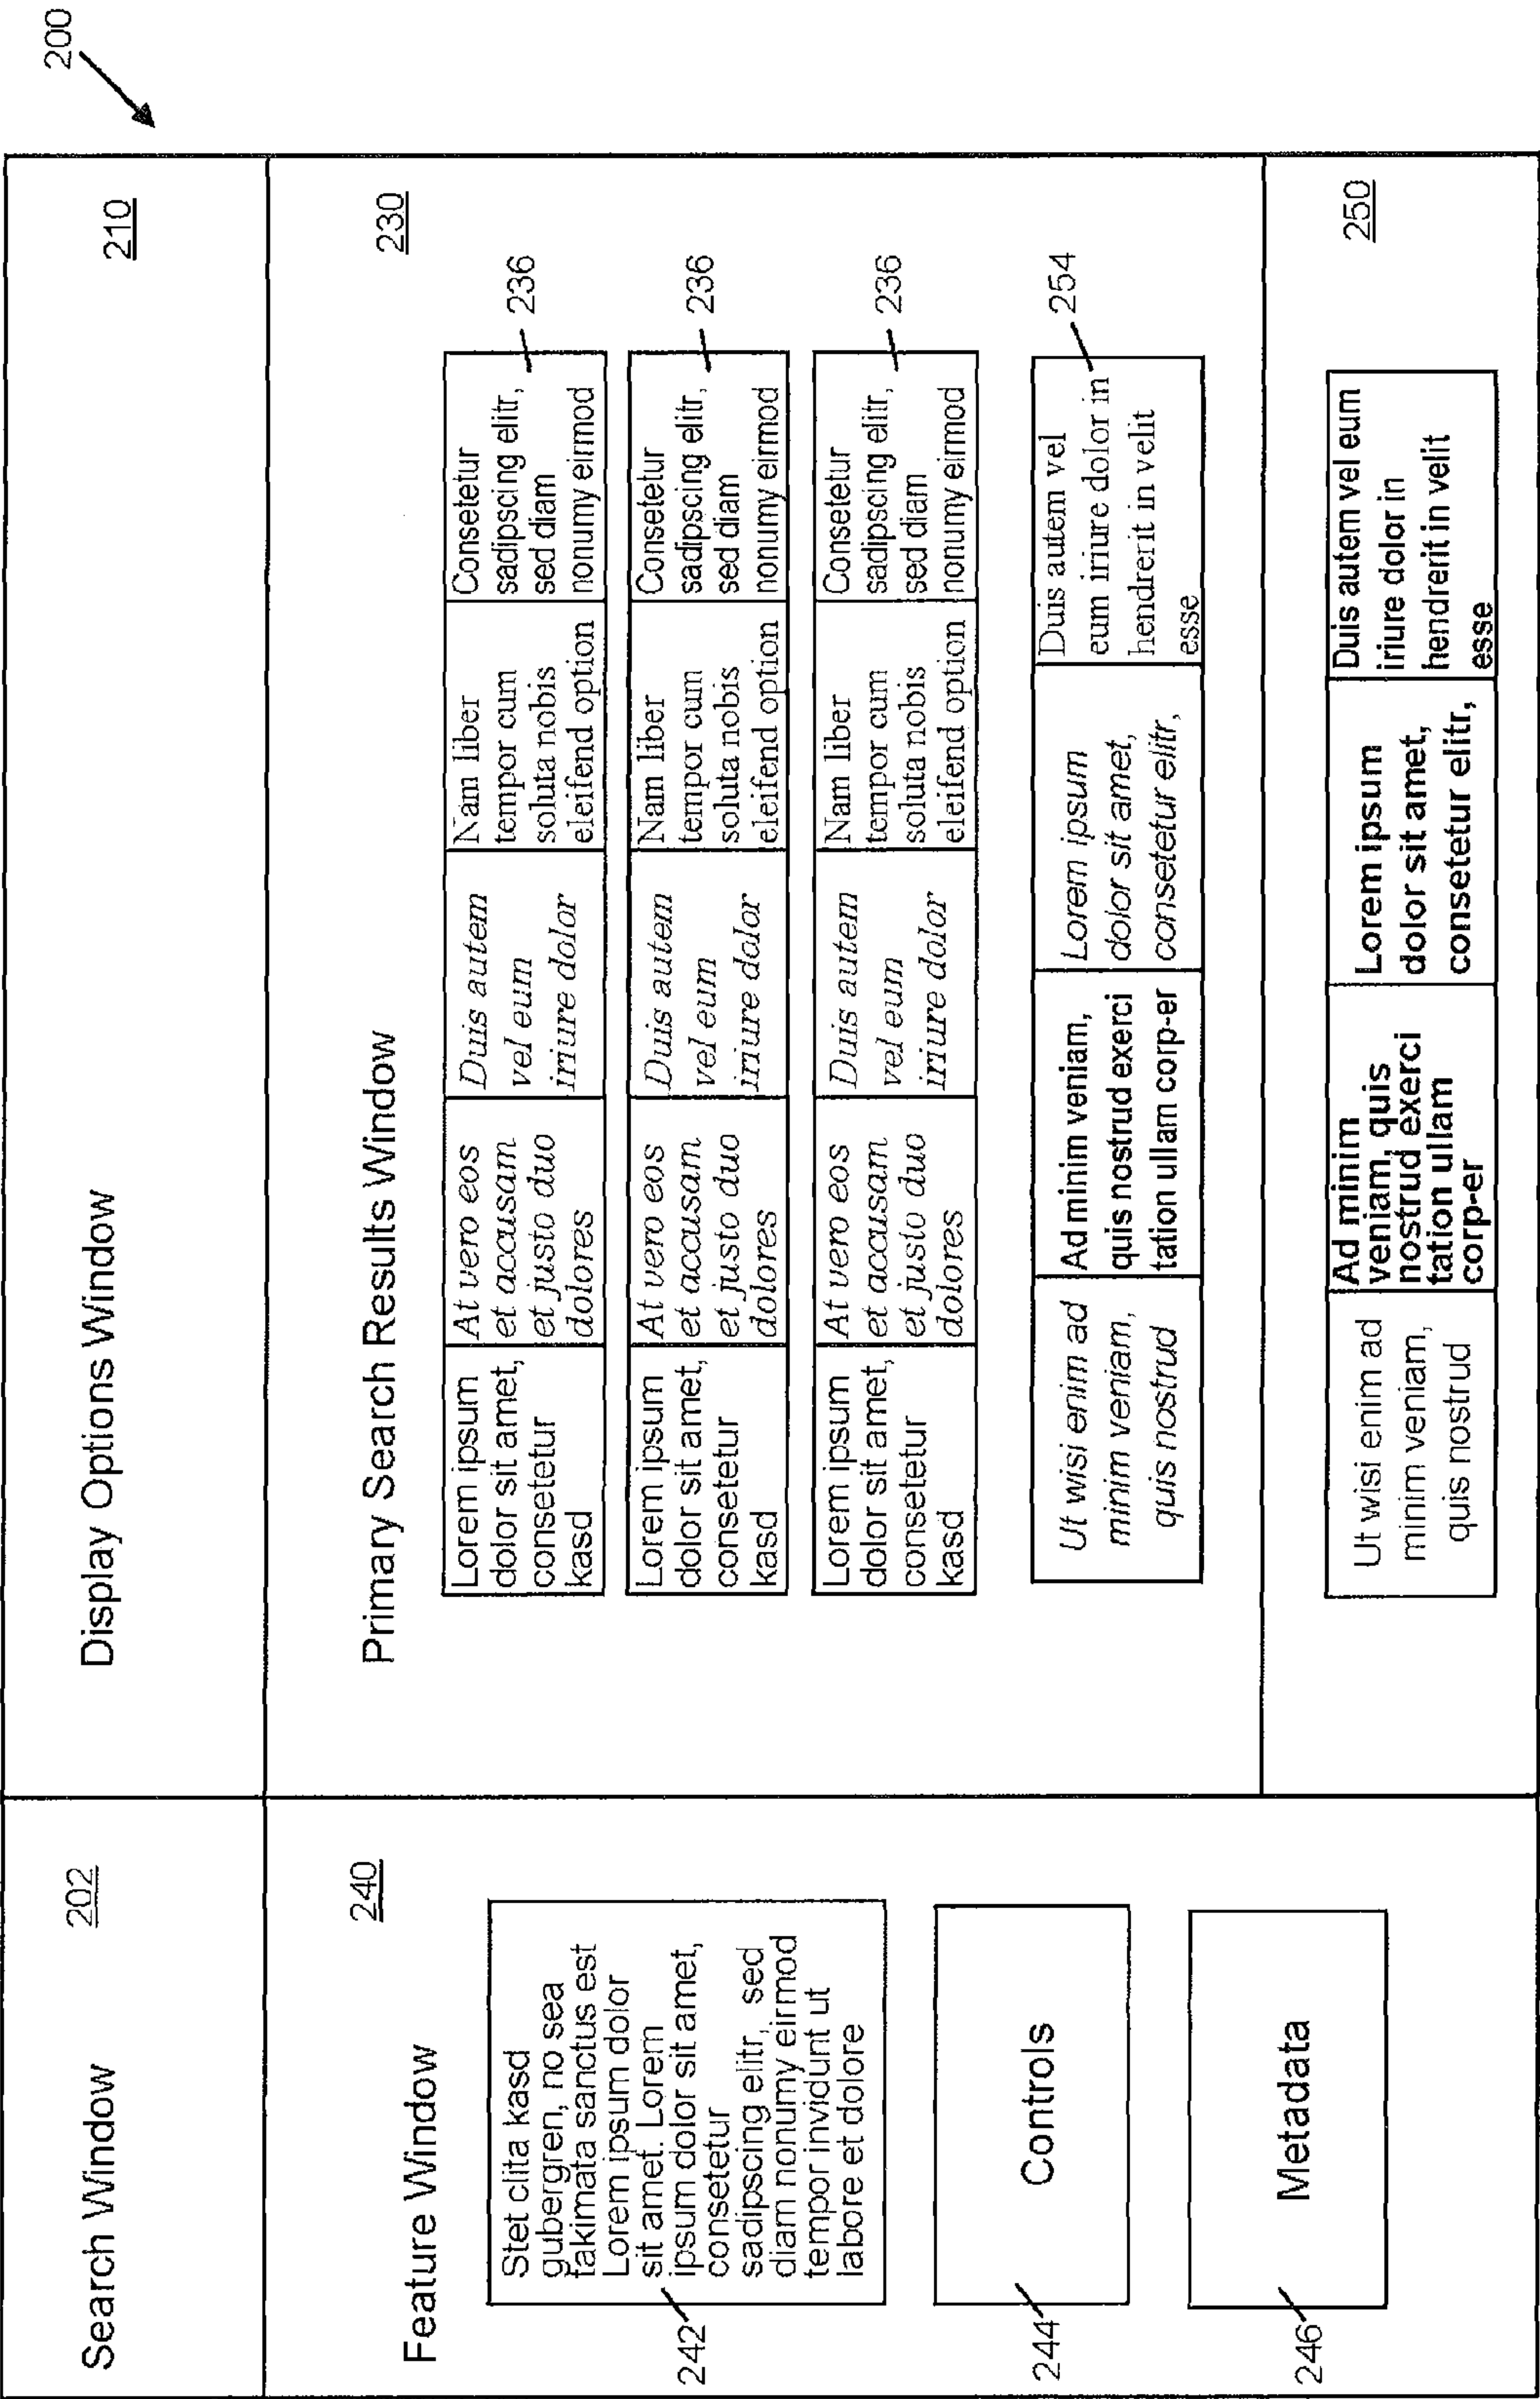 200
Search Window
202
Display Options Window
210
Feature Window
240
Stet clita kasd
gubergren, no sea
takimata sanctus est
Lorem ipsum dolor
sit amet. Lorem
ipsum dolor sit amet,
consetetur
sadipscing elitr, sed
diam nonumy eirmod
tempor invidunt ut
labore et dolore
242
Controls
244
Metadata
246
Primary Search Results Window
230
Lorem ipsum
dolor sit amet,
consetetur
kasd
At vero eos
et accusam
et justo duo
dolores
Duis autem
vel eum
iriure dolor
Nam liber
tempor cum
soluta nobis
eleifend option
Consetetur
sadipscing elitr,
sed diam
nonumy eirmod
236
Lorem ipsum
dolor sit amet,
consetetur
kasd
At vero eos
et accusam
et justo duo
dolores
Duis autem
vel eum
iriure dolor
Nam liber
tempor cum
soluta nobis
eleifend option
Consetetur
sadipscing elitr,
sed diam
nonumy eirmod
236
Lorem ipsum
dolor sit amet,
consetetur
kasd
At vero eos
et accusam
et justo duo
dolores
Duis autem
vel eum
iriure dolor
Nam liber
tempor cum
soluta nobis
eleifend option
Consetetur
sadipscing elitr,
sed diam
nonumy eirmod
236
Ut wisi enim ad
minim veniam,
quis nostrud
Ad minim veniam,
quis nostrud exerci
tation ullam corp-er
Lorem ipsum
dolor sit amet,
consetetur elitr,
Duis autem vel
eum iriure dolor in
hendrerit in velit
esse
254
250
Ut wisi enim ad
minim veniam,
quis nostrud
Ad minim
veniam, quis
nostrud exerci
tation ullam
corp-er
Lorem ipsum
dolor sit amet,
consetetur elitr,
Duis autem vel eum
iriure dolor in
hendrerit in velit
esse